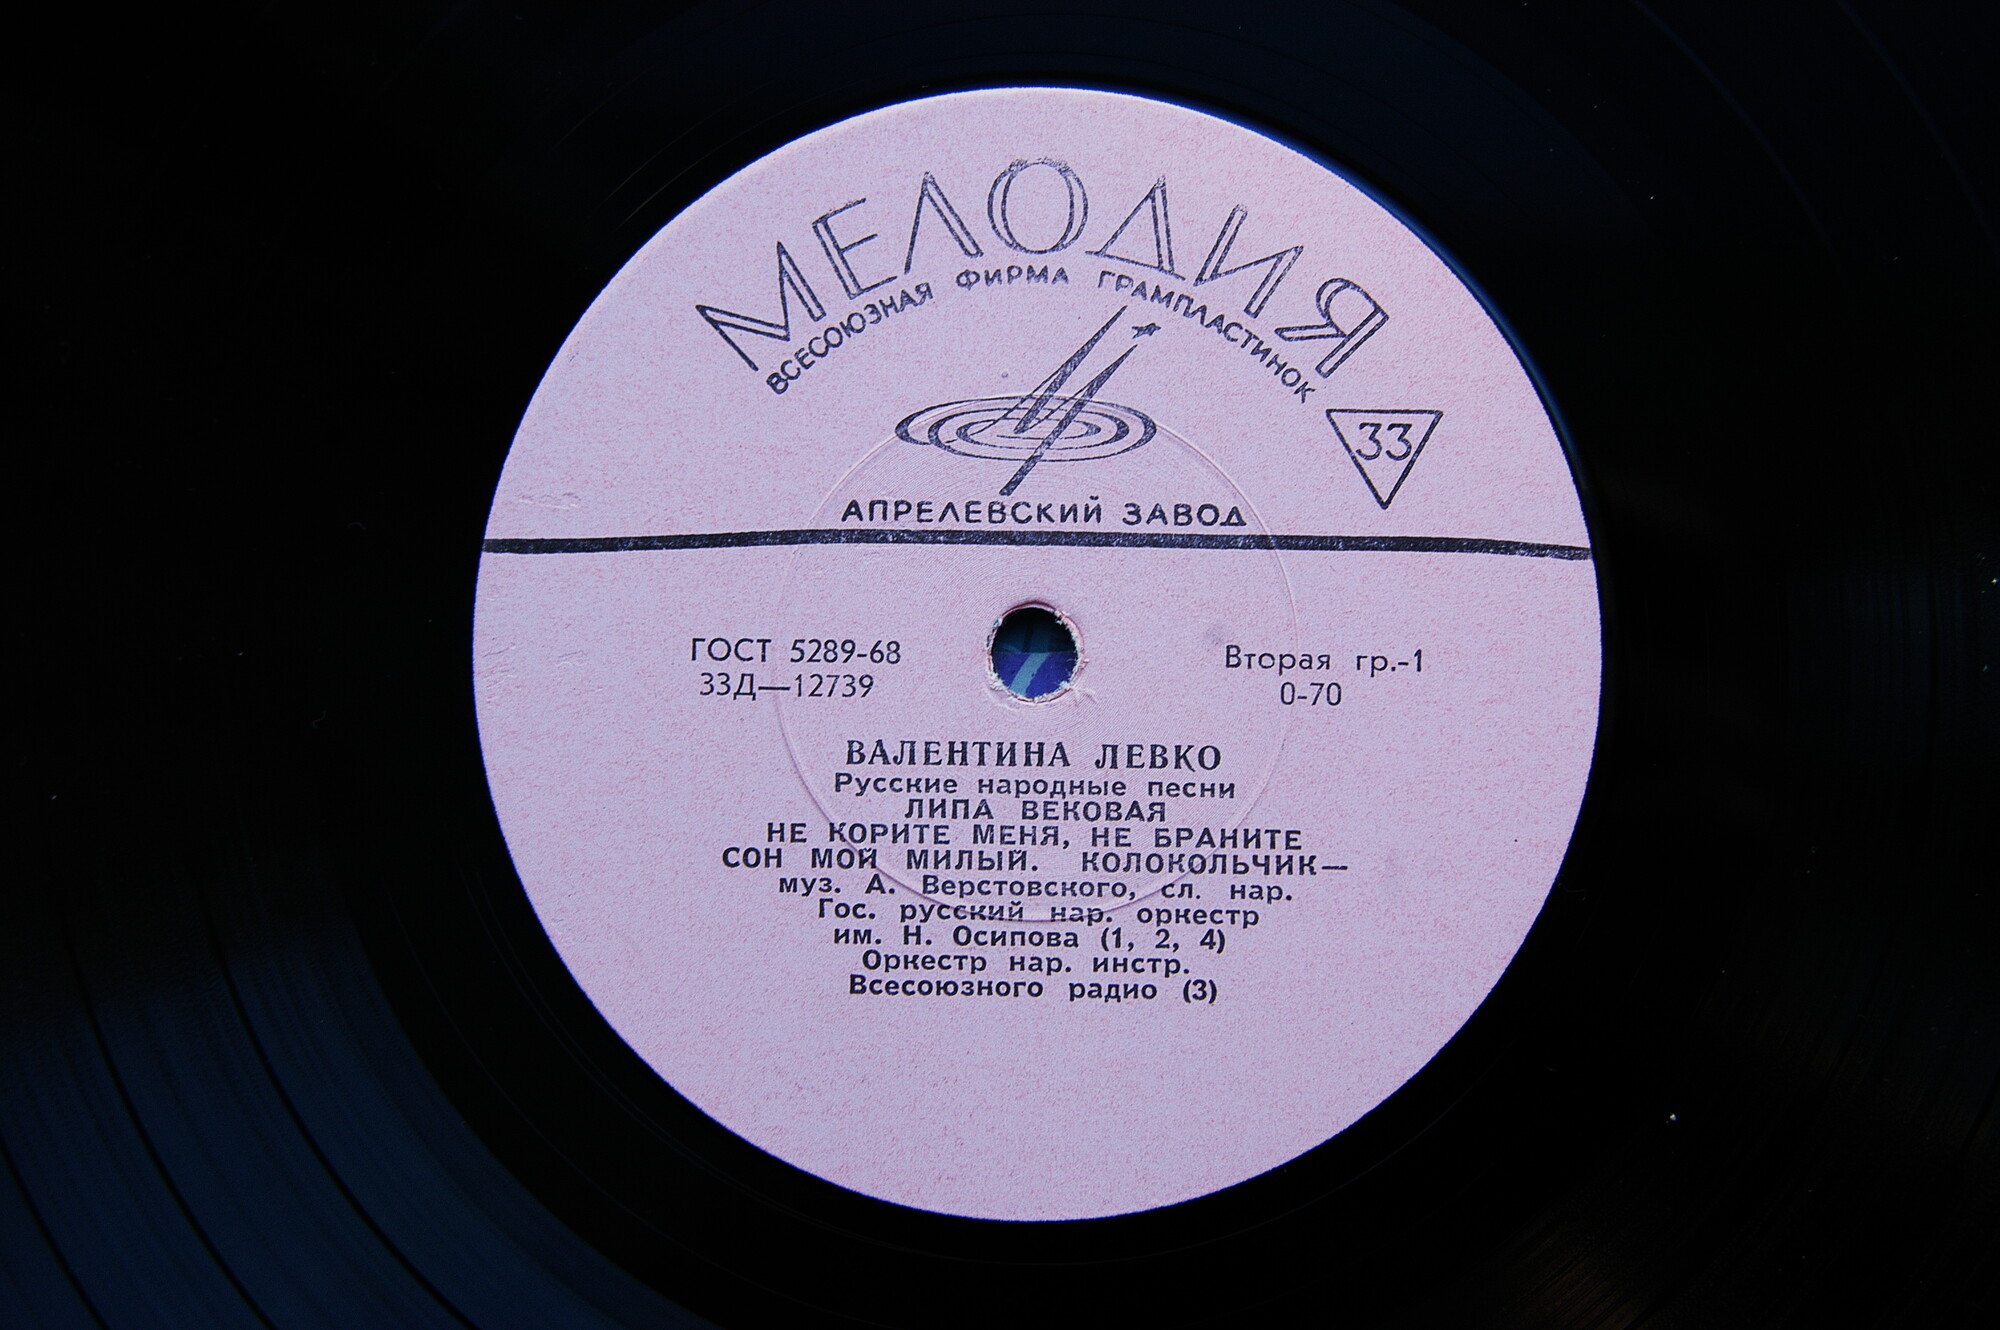 МЕЛОДИЯ
ВСЕСОЮЗНАЯ ФИРМА ГРАМПЛАСТИНОК
33
АПРЕЛЕВСКИЙ ЗАВОД
ГОСТ 5289-68
33Д—12739
Вторая гр.-1
0-70
ВАЛЕНТИНА ЛЕВКО
Русские народные песни
ЛИПА ВЕКОВАЯ
НЕ КОРИТЕ МЕНЯ, НЕ БРАНИТЕ
СОН МОЙ МИЛЫЙ. КОЛОКОЛЬЧИК—
муз. А. Верстовского, сл. нар.
Гос. русский нар. оркестр
им. Н. Осипова (1, 2, 4)
Оркестр нар. инстр.
Всесоюзного радио (3)